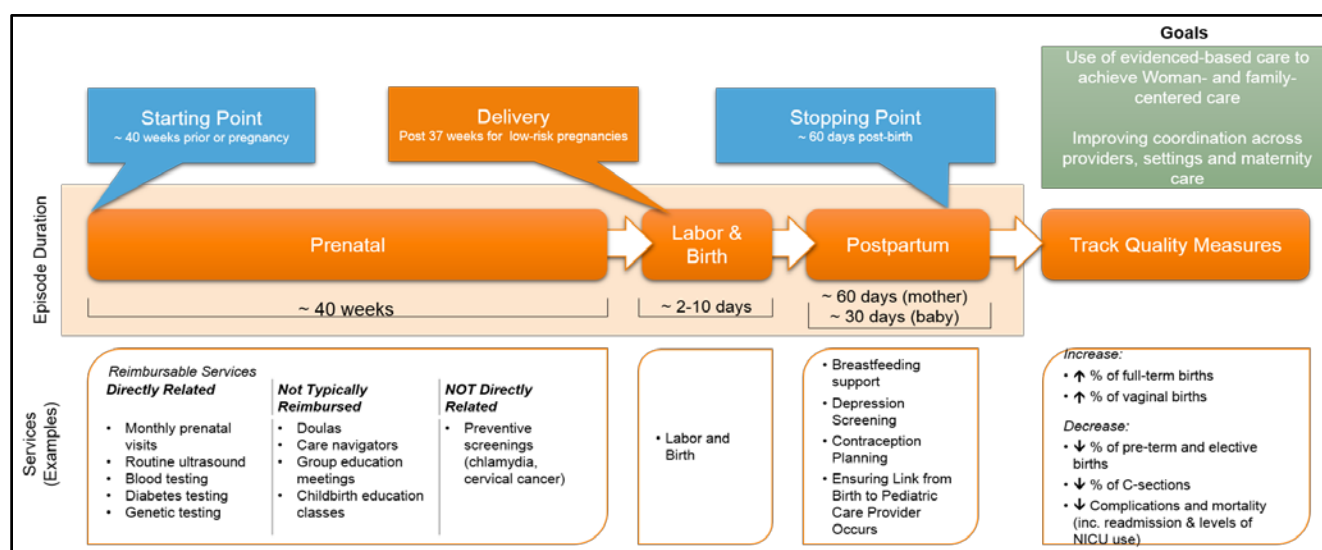 Goals
Use of evidenced-based care to
achieve Woman- and family-
centered care
Improving coordination across
providers, settings and maternity
care
Starting Point
~ 40 weeks prior or pregnancy
Delivery
Post 37 weeks for low-risk pregnancies
Stopping Point
~ 60 days post-birth
Episode Duration
Prenatal
Labor &
Birth
Postpartum
Track Quality Measures
~ 40 weeks
~ 2-10 days
~ 60 days (mother)
~ 30 days (baby)
Services
(Examples)
Reimbursable Services
Directly Related
• Monthly prenatal
visits
• Routine ultrasound
• Blood testing
• Diabetes testing
• Genetic testing
Not Typically
Reimbursed
• Doulas
• Care navigators
• Group education
meetings
• Childbirth education
classes
NOT Directly
Related
• Preventive
screenings
(chlamydia,
cervical cancer)
• Labor and
Birth
• Breastfeeding
support
• Depression
Screening
• Contraception
Planning
• Ensuring Link from
Birth to Pediatric
Care Provider
Occurs
Increase:
• ↑ % of full-term births
• ↑ % of vaginal births
Decrease:
• ↓ % of pre-term and elective
births
• ↓ % of C-sections
• ↓ Complications and mortality
(inc. readmission & levels of
NICU use)